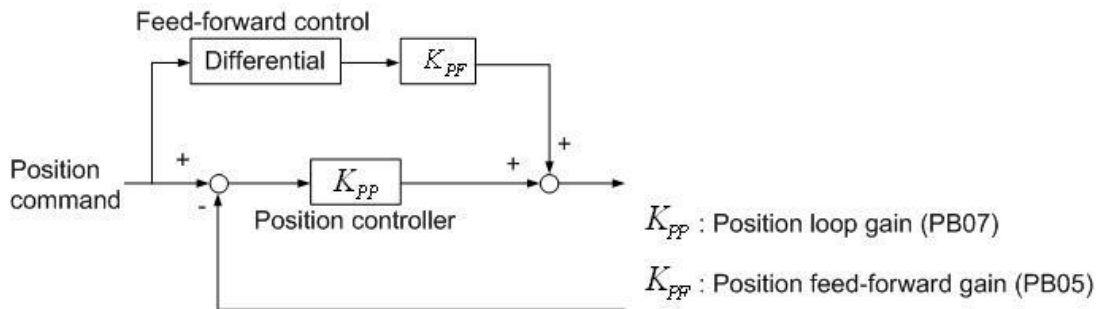 Feed-forward control
Differential
K_PF
Position
command
+
-
K_PP
Position controller
+
+
K_PP : Position loop gain (PB07)
K_PF : Position feed-forward gain (PB05)